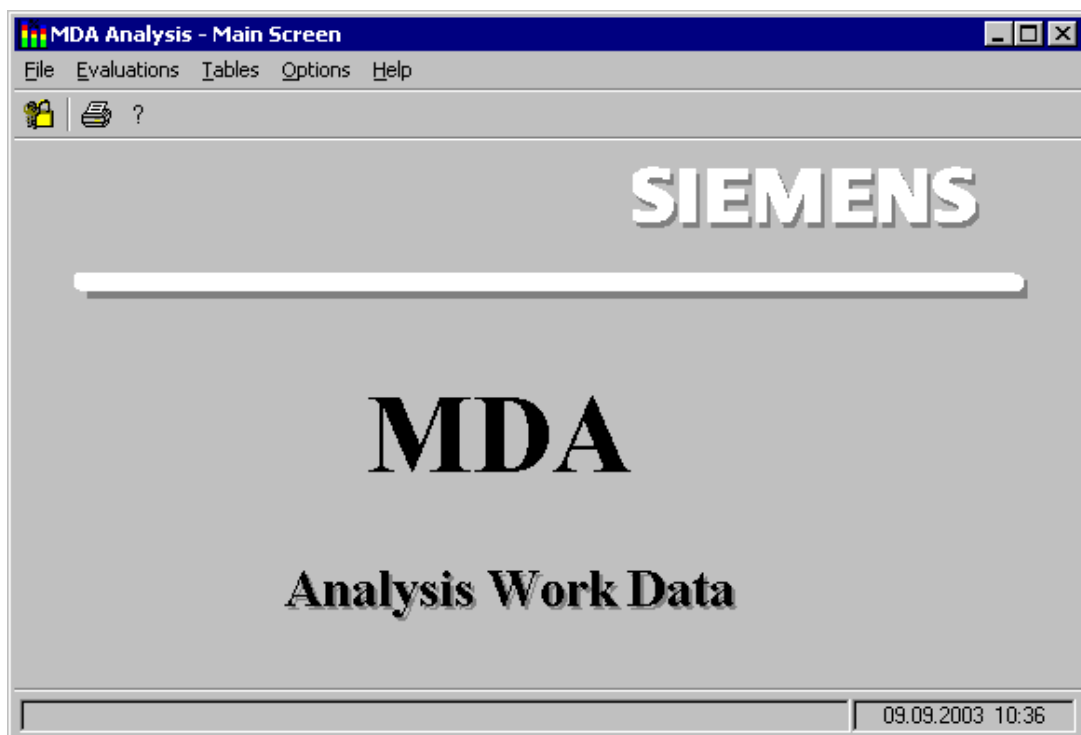 MDA Analysis - Main Screen
File Evaluations Tables Options Help
?
SIEMENS
MDA
Analysis Work Data
09.09.2003 10:36